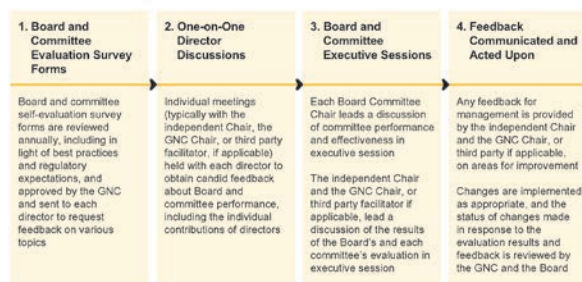 1. Board and
Committee
Evaluation Survey
Forms
Board and committee
self-evaluation survey
forms are reviewed
annually, including in
light of best practices
and regulatory
expectations, and
approved by the GNC
and sent to each
director to request
feedback on various
topics
2. One-on-One
Director
Discussions
Individual meetings
(typically with the
independent Chair, the
GNC Chair, or third party
facilitator, if applicable)
held with each director to
obtain candid feedback
about Board and
committee performance,
including the individual
contributions of directors
3. Board and
Committee
Executive Sessions
Each Board Committee
Chair leads a discussion
of committee performance
and effectiveness in
executive session
The independent Chair
and the GNC Chair, or
third party facilitator if
applicable, lead a
discussion of the results
of the Board's and each
committee's evaluation in
executive session
4. Feedback
Communicated and
Acted Upon
Any feedback for
management is provided
by the independent Chair
and the GNC Chair, or
third party if applicable,
on areas for improvement
Changes are implemented
as appropriate, and the
status of changes made
in response to the
evaluation results and
feedback is reviewed by
the GNC and the Board